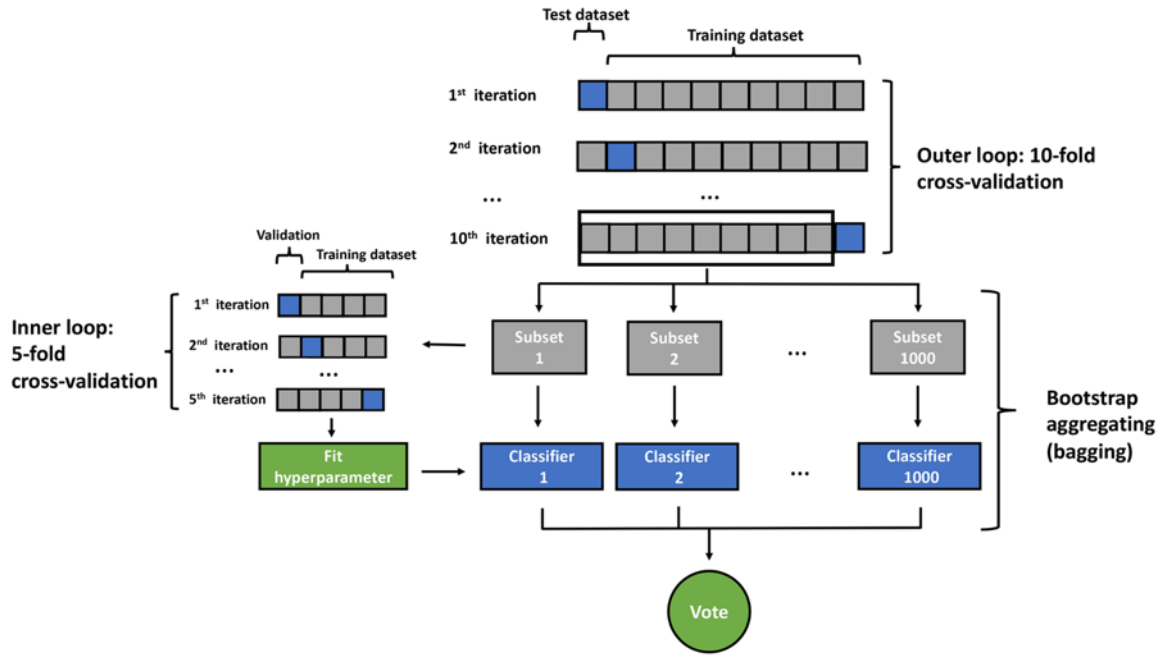 Test dataset
Training dataset
1st iteration
2nd iteration
...
...
10th iteration
Outer loop: 10-fold
cross-validation
Validation
Training dataset
1st iteration
2nd iteration
...
...
5th iteration
Inner loop:
5-fold
cross-validation
Subset
1
Subset
2
...
Subset
1000
Fit
hyperparameter
Classifier
1
Classifier
2
...
Classifier
1000
Bootstrap
aggregating
(bagging)
Vote